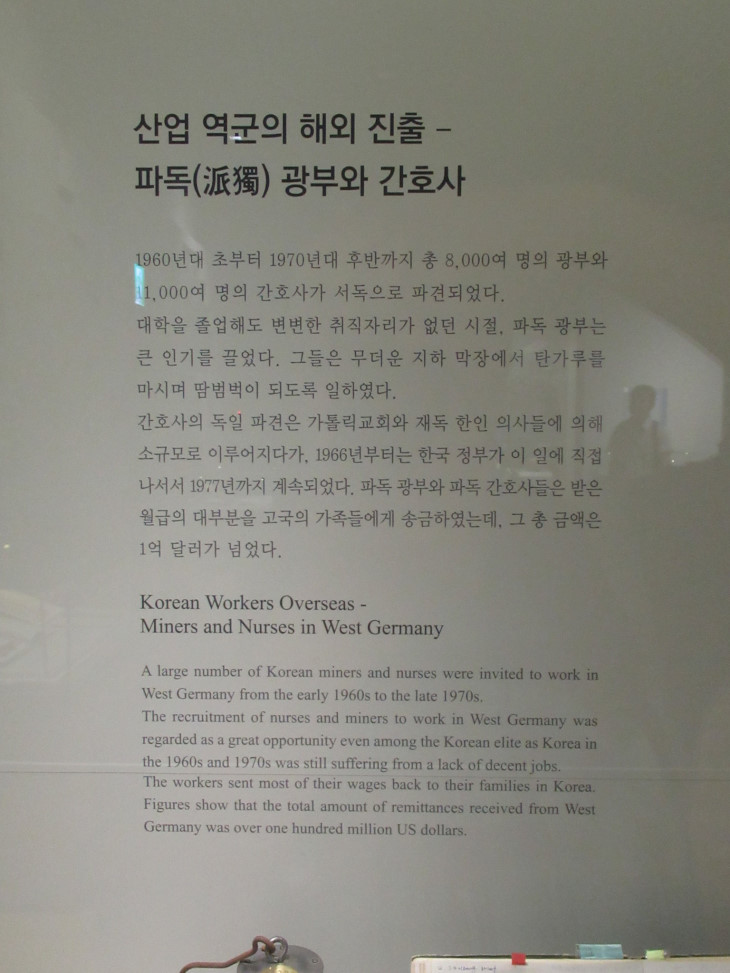 산업 역군의 해외 진출 –
파독(派獨) 광부와 간호사
1960년대 초부터 1970년대 후반까지 총 8,000여 명의 광부와
11,000여 명의 간호사가 서독으로 파견되었다.
대학을 졸업해도 변변한 취직자리가 없던 시절, 파독 광부는
큰 인기를 끌었다. 그들은 무더운 지하 막장에서 탄가루를
마시며 땀범벅이 되도록 일하였다.
간호사의 독일 파견은 가톨릭교회와 재독 한인 의사들에 의해
소규모로 이루어지다가, 1966년부터는 한국 정부가 이 일에 직접
나서서 1977년까지 계속되었다. 파독 광부와 파독 간호사들은 받은
월급의 대부분을 고국의 가족들에게 송금하였는데, 그 총 금액은
1억 달러가 넘었다.
Korean Workers Overseas -
Miners and Nurses in West Germany
A large number of Korean miners and nurses were invited to work in
West Germany from the early 1960s to the late 1970s.
The recruitment of nurses and miners to work in West Germany was
regarded as a great opportunity even among the Korean elite as Korea in
the 1960s and 1970s was still suffering from a lack of decent jobs.
The workers sent most of their wages back to their families in Korea.
Figures show that the total amount of remittances received from West
Germany was over one hundred million US dollars.